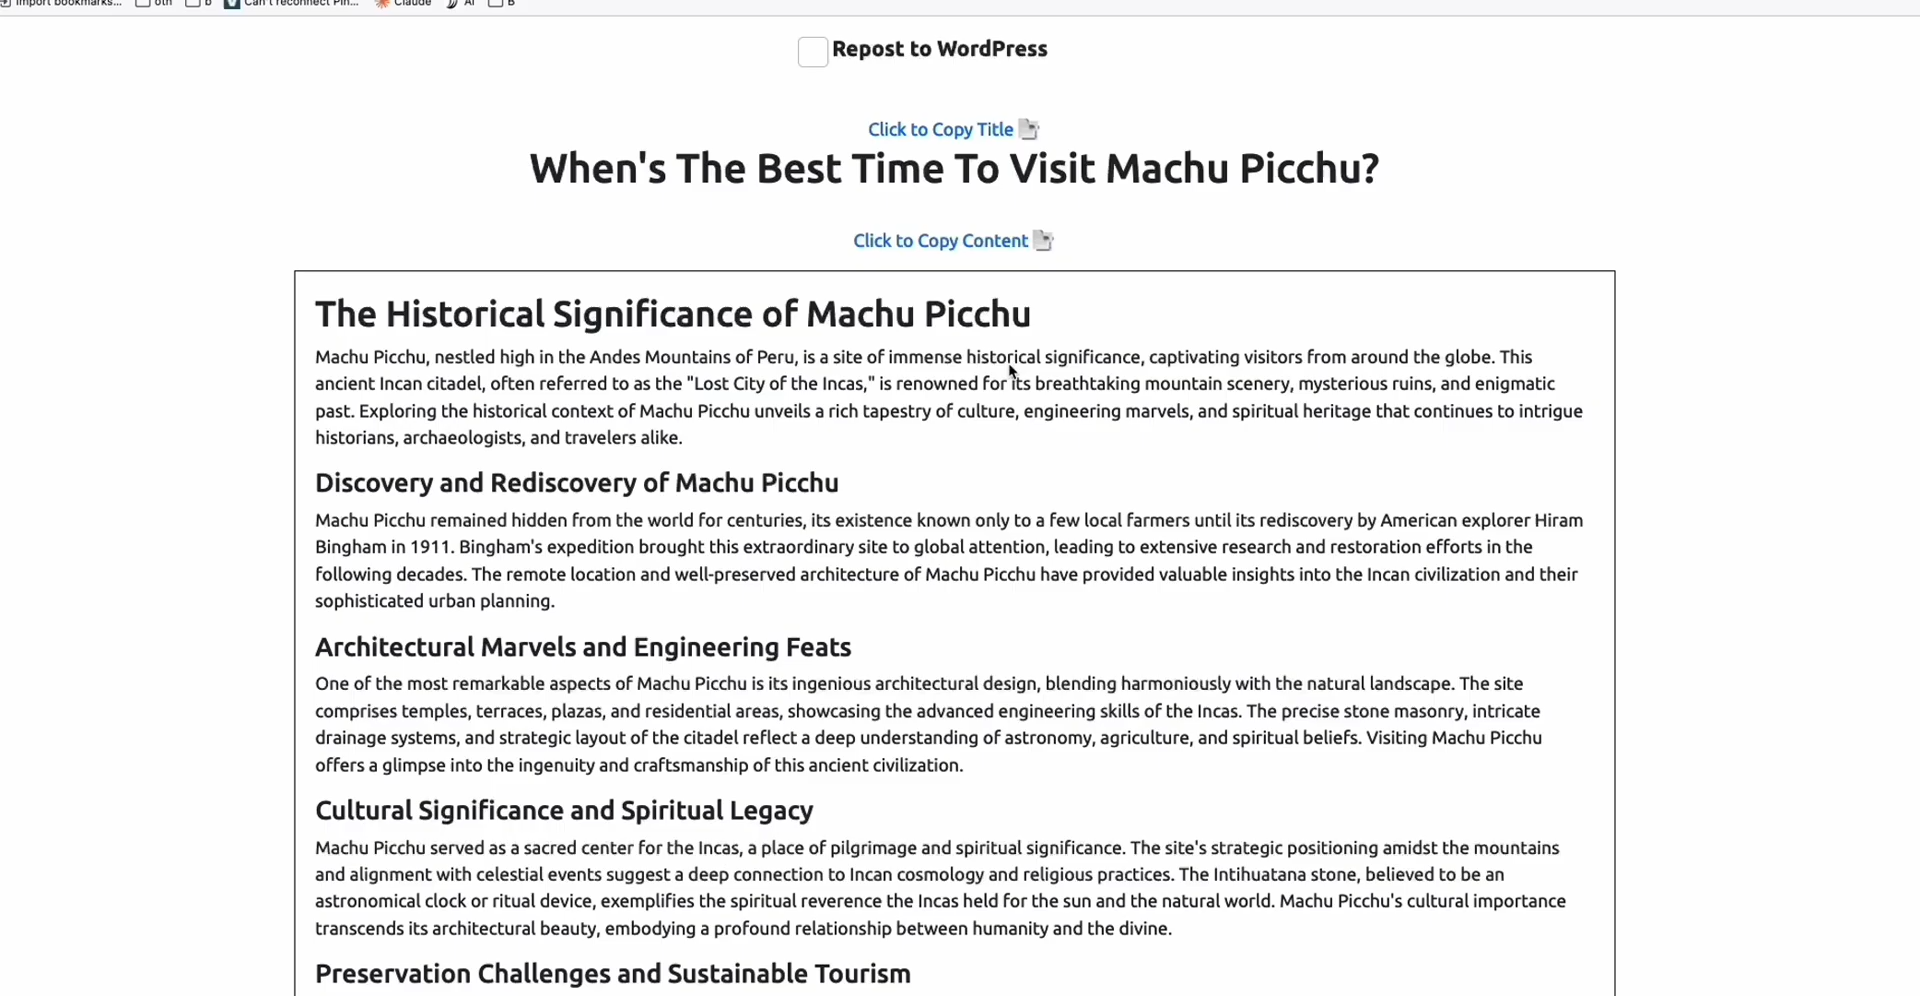 Import bookmarks... oth b Can't reconnect Pin... Claude AI B
Repost to WordPress
Click to Copy Title
When's The Best Time To Visit Machu Picchu?
Click to Copy Content
The Historical Significance of Machu Picchu
Machu Picchu, nestled high in the Andes Mountains of Peru, is a site of immense historical significance, captivating visitors from around the globe. This
ancient Incan citadel, often referred to as the "Lost City of the Incas," is renowned for its breathtaking mountain scenery, mysterious ruins, and enigmatic
past. Exploring the historical context of Machu Picchu unveils a rich tapestry of culture, engineering marvels, and spiritual heritage that continues to intrigue
historians, archaeologists, and travelers alike.
Discovery and Rediscovery of Machu Picchu
Machu Picchu remained hidden from the world for centuries, its existence known only to a few local farmers until its rediscovery by American explorer Hiram
Bingham in 1911. Bingham's expedition brought this extraordinary site to global attention, leading to extensive research and restoration efforts in the
following decades. The remote location and well-preserved architecture of Machu Picchu have provided valuable insights into the Incan civilization and their
sophisticated urban planning.
Architectural Marvels and Engineering Feats
One of the most remarkable aspects of Machu Picchu is its ingenious architectural design, blending harmoniously with the natural landscape. The site
comprises temples, terraces, plazas, and residential areas, showcasing the advanced engineering skills of the Incas. The precise stone masonry, intricate
drainage systems, and strategic layout of the citadel reflect a deep understanding of astronomy, agriculture, and spiritual beliefs. Visiting Machu Picchu
offers a glimpse into the ingenuity and craftsmanship of this ancient civilization.
Cultural Significance and Spiritual Legacy
Machu Picchu served as a sacred center for the Incas, a place of pilgrimage and spiritual significance. The site's strategic positioning amidst the mountains
and alignment with celestial events suggest a deep connection to Incan cosmology and religious practices. The Intihuatana stone, believed to be an
astronomical clock or ritual device, exemplifies the spiritual reverence the Incas held for the sun and the natural world. Machu Picchu's cultural importance
transcends its architectural beauty, embodying a profound relationship between humanity and the divine.
Preservation Challenges and Sustainable Tourism